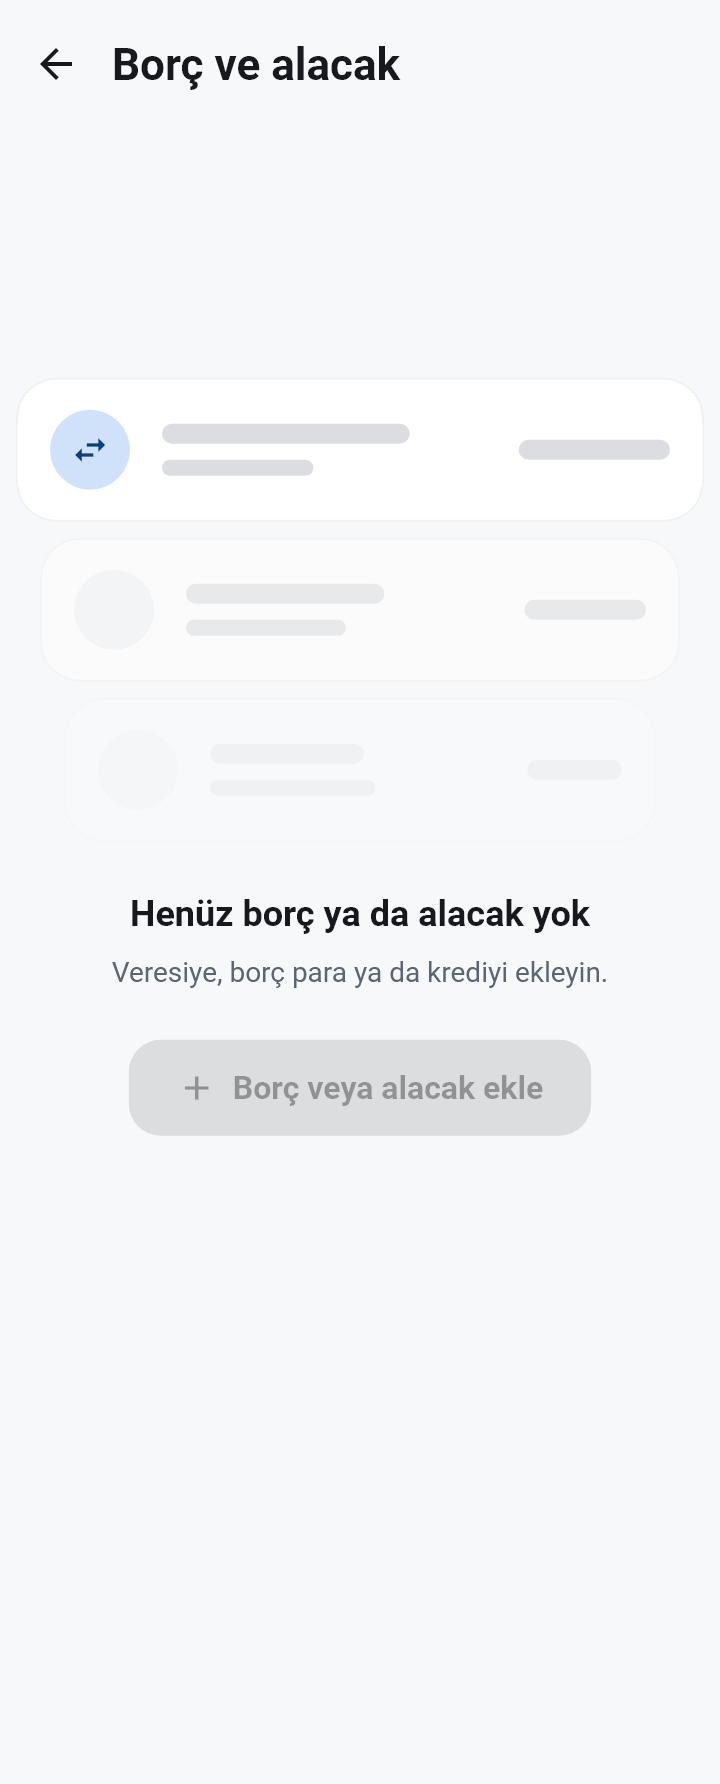 Borç ve alacak
Henüz borç ya da alacak yok
Veresiye, borç para ya da krediyi ekleyin.
Borç veya alacak ekle